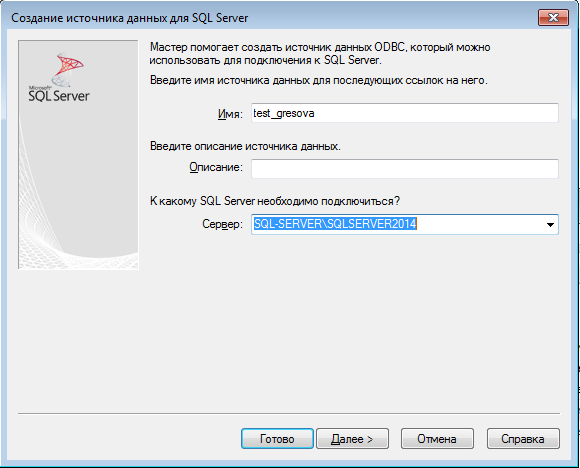 Создание источника данных для SQL Server
Microsoft
SQL Server
Мастер помогает создать источник данных ODBC, который можно
использовать для подключения к SQL Server.
Введите имя источника данных для последующих ссылок на него.
Имя: test_gresova
Введите описание источника данных.
Описание:
К какому SQL Server необходимо подключиться?
Сервер: SQL-SERVER\SQLSERVER2014
Готово Далее > Отмена Справка